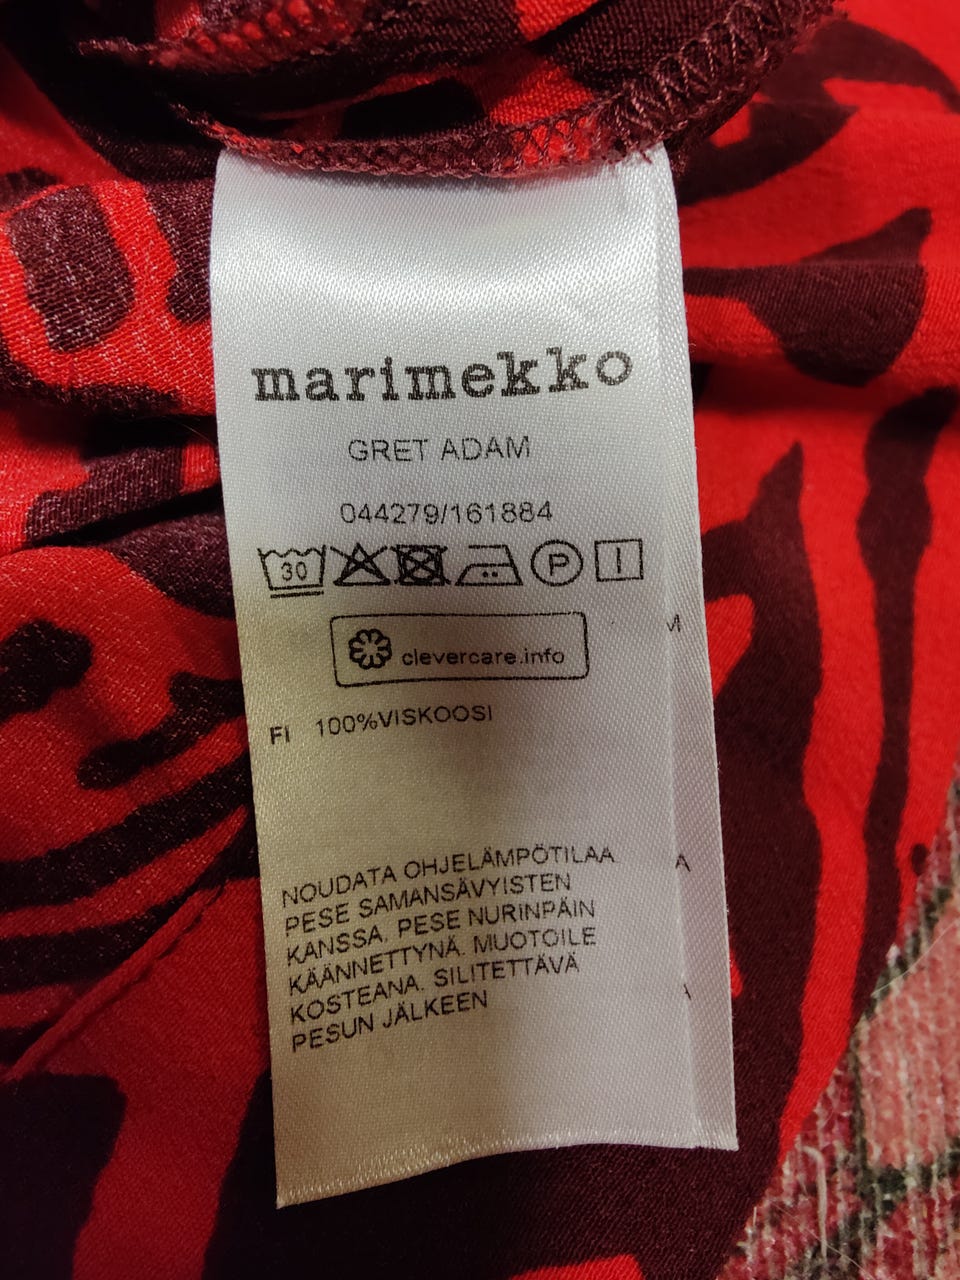 marimekko
GRET ADAM
044279/161884
30 P
clevercare.info
FI 100%VISKOOSI
NOUDATA OHJELÄMPÖTILAA
PESE SAMANSÄVYISTEN
KANSSA. PESE NURINPÄIN
KÄÄNNETTYNÄ. MUOTOILE
KOSTEANA. SILITETTÄVÄ
PESUN JÄLKEEN